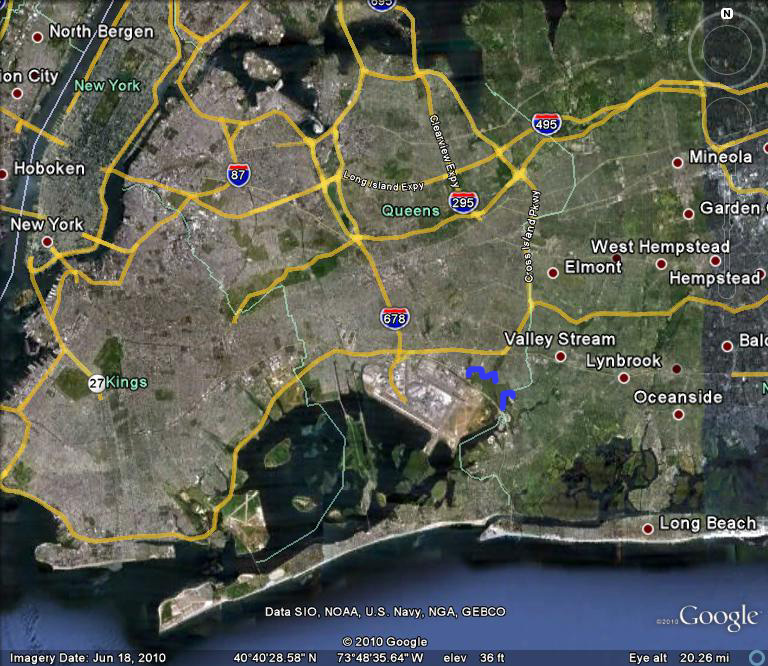 695
North Bergen
N
ion City
New York
495
Clearview Expy
Hoboken
87
Long Island Expy
Mineola
295
Queens
Garden
New York
Cross Island Pkwy
West Hempstead
Elmont
Hempstead
678
Valley Stream
Lynbrook
27
Kings
Oceanside
Long Beach
Data SIO, NOAA, U.S. Navy, NGA, GEBCO
©2010 Google
© 2010 Google
Imagery Date: Jun 18, 2010 40°40'28.58" N 73°48'35.64" W elev 36 ft Eye alt 20.26 mi